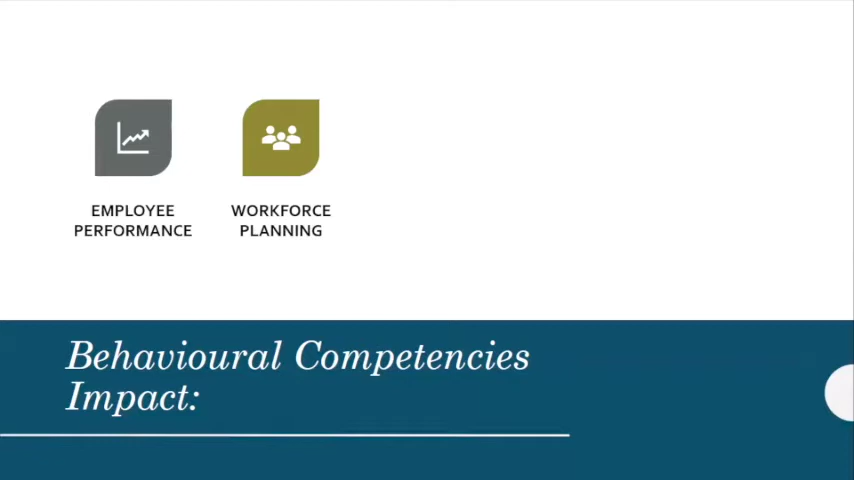 EMPLOYEE
PERFORMANCE
WORKFORCE
PLANNING
Behavioural Competencies
Impact: